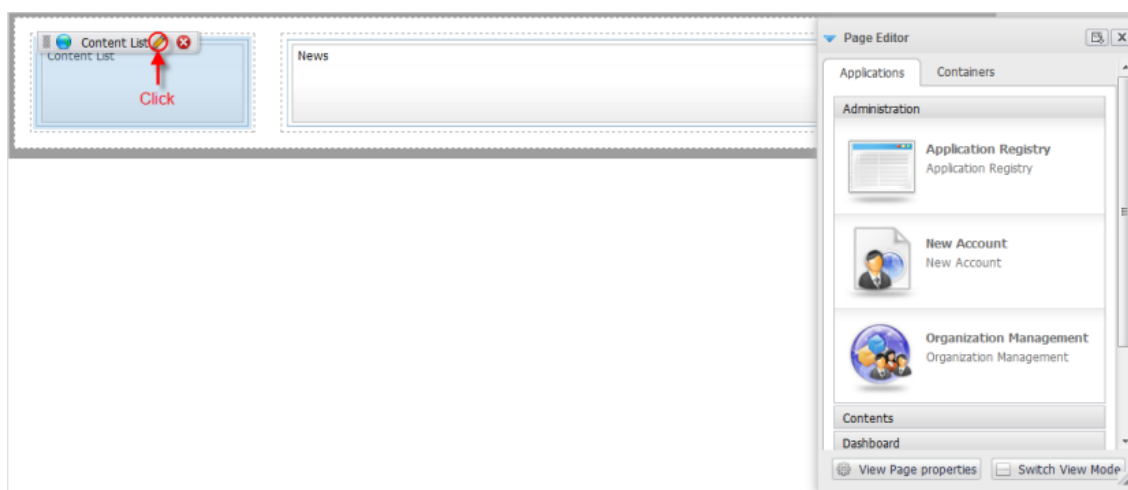 Content List
Content List
Click
News
Page Editor
Applications
Containers
Administration
Application Registry
Application Registry
New Account
New Account
Organization Management
Organization Management
Contents
Dashboard
View Page properties
Switch View Mode